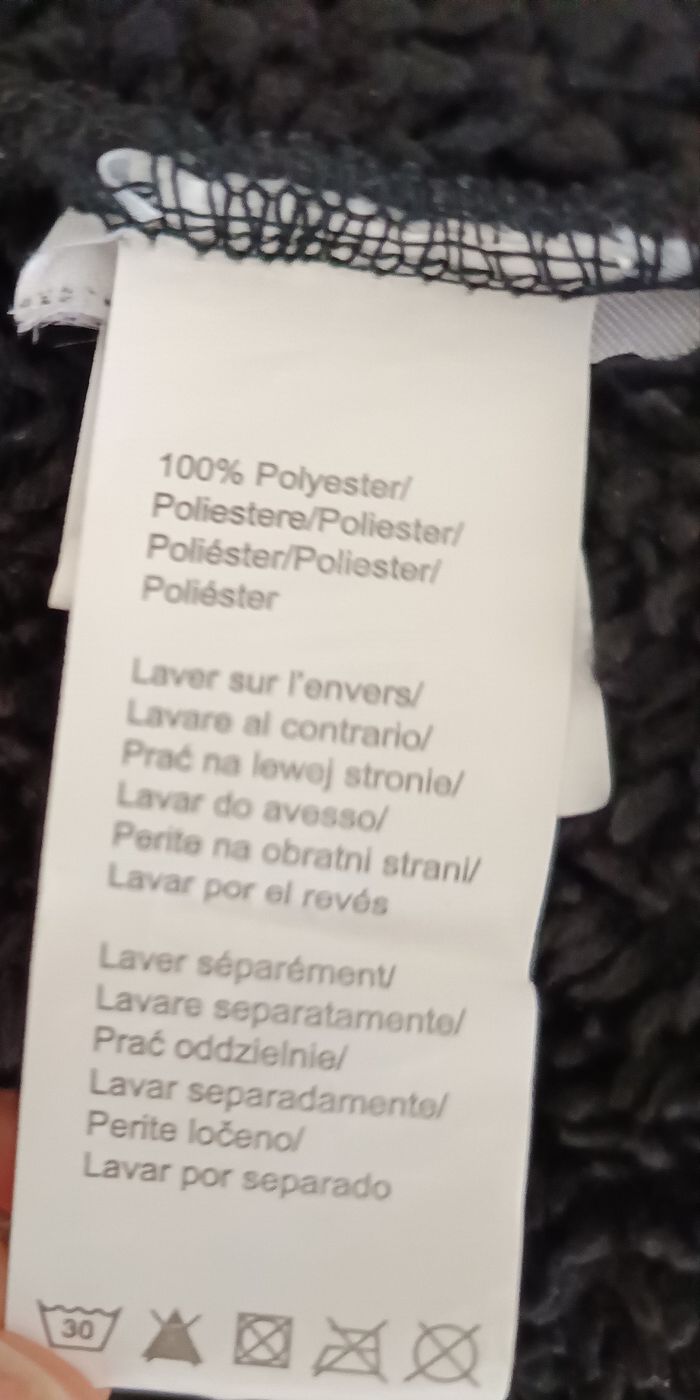 100% Polyester/
Poliestere/Poliester/
Poliéster/Poliester/
Poliéster
Laver sur l'envers/
Lavare al contrario/
Prać na lewej stronie/
Lavar do avesso/
Perite na obratni strani/
Lavar por el revés
Laver séparément/
Lavare separatamente/
Prać oddzielnie/
Lavar separadamente/
Perite ločeno/
Lavar por separado
30